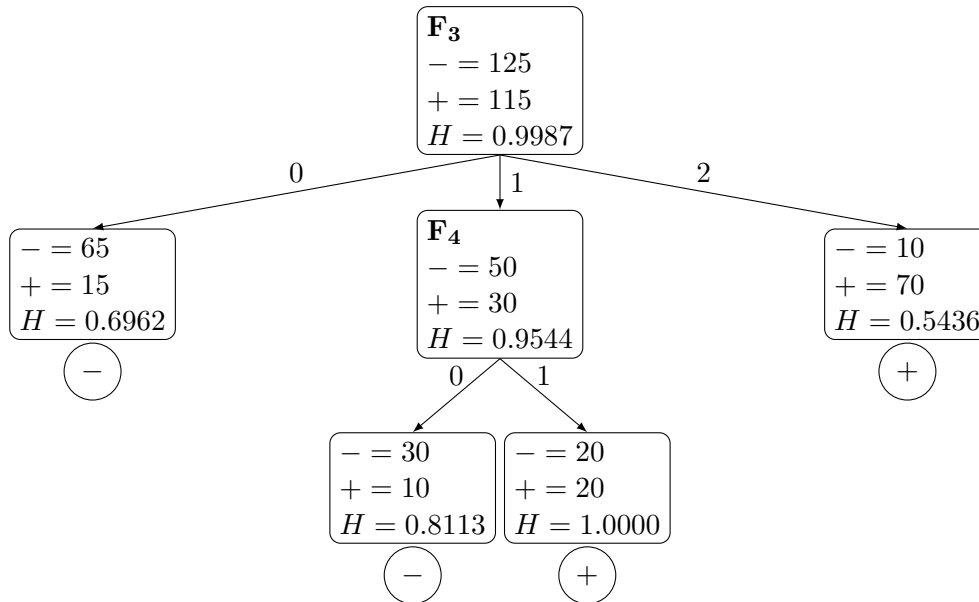 F₃
− = 125
+ = 115
H = 0.9987
0
1
2
− = 65
+ = 15
H = 0.6962
−
F₄
− = 50
+ = 30
H = 0.9544
− = 10
+ = 70
H = 0.5436
+
0
1
− = 30
+ = 10
H = 0.8113
−
− = 20
+ = 20
H = 1.0000
+